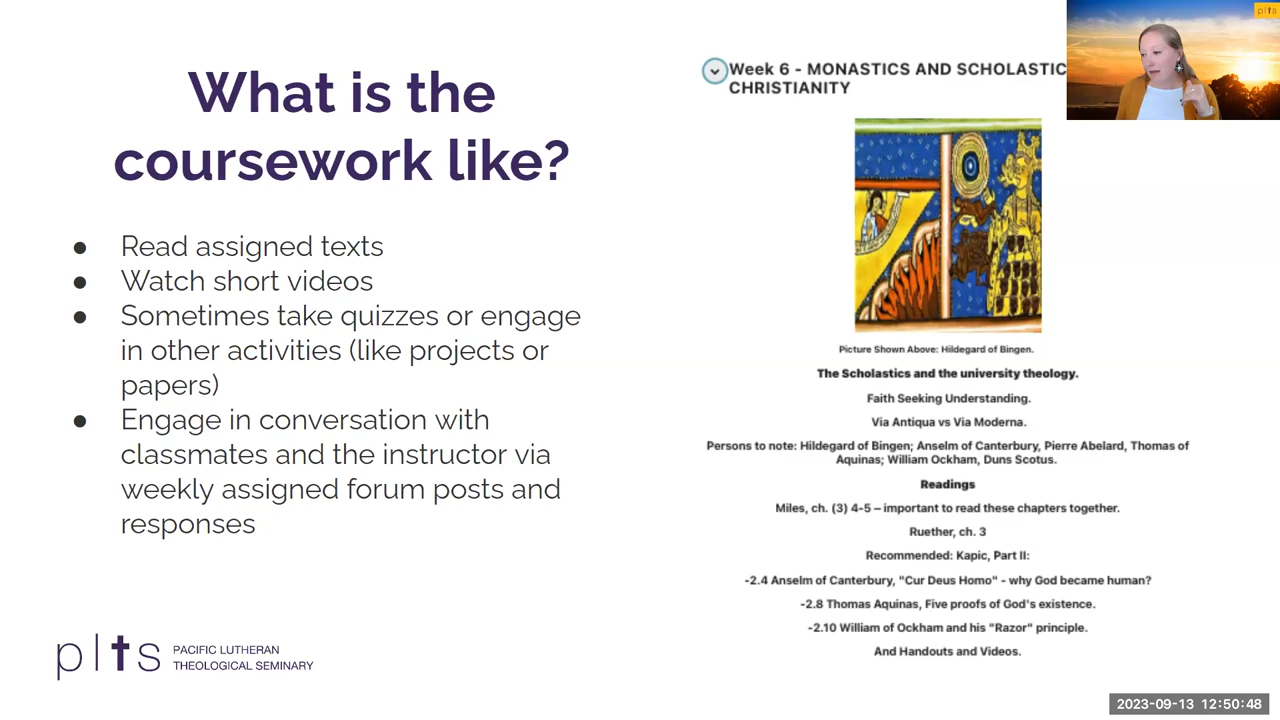 What is the
coursework like?
● Read assigned texts
● Watch short videos
● Sometimes take quizzes or engage
in other activities (like projects or
papers)
● Engage in conversation with
classmates and the instructor via
weekly assigned forum posts and
responses
plts PACIFIC LUTHERAN
THEOLOGICAL SEMINARY
Week 6 - MONASTICS AND SCHOLASTIC
CHRISTIANITY
Picture Shown Above: Hildegard of Bingen.
The Scholastics and the university theology.
Faith Seeking Understanding.
Via Antiqua vs Via Moderna.
Persons to note: Hildegard of Bingen; Anselm of Canterbury, Pierre Abelard, Thomas of
Aquinas; William Ockham, Duns Scotus.
Readings
Miles, ch. (3) 4-5 – important to read these chapters together.
Ruether, ch. 3
Recommended: Kapic, Part II:
-2.4 Anselm of Canterbury, "Cur Deus Homo" - why God became human?
-2.8 Thomas Aquinas, Five proofs of God's existence.
-2.10 William of Ockham and his "Razor" principle.
And Handouts and Videos.
plts
2023-09-13 12:50:48